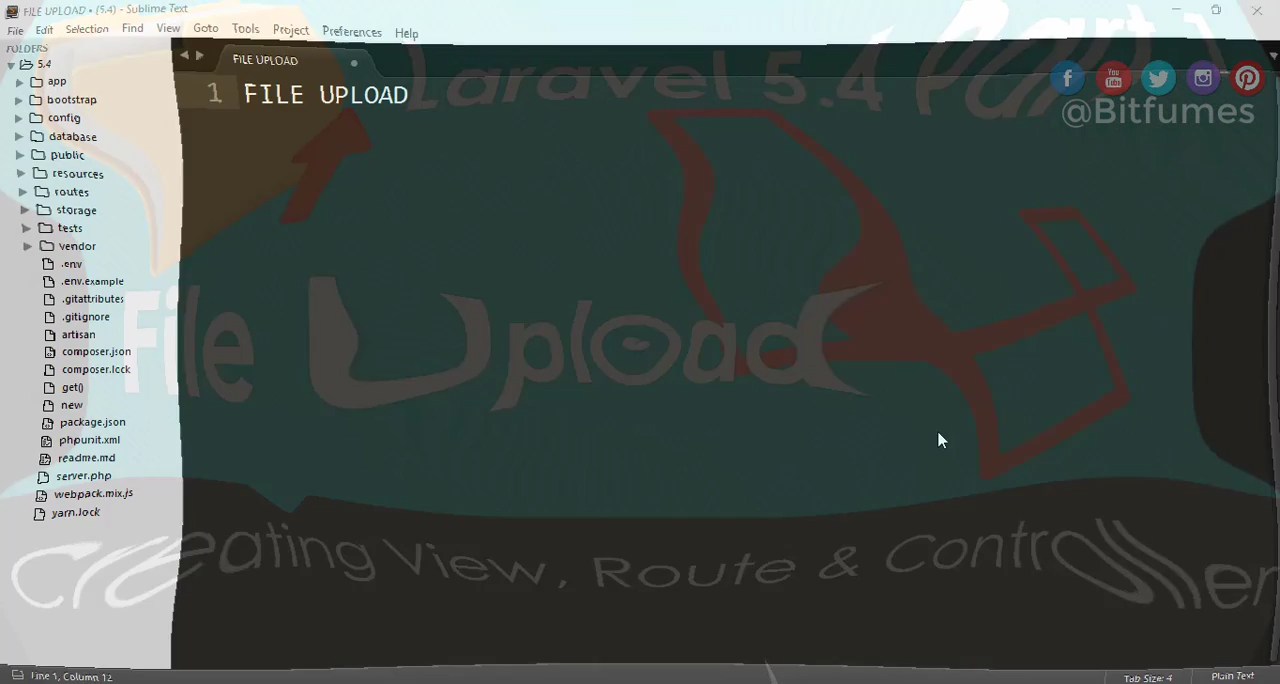 FILE UPLOAD • (5.4) - Sublime Text
File Edit Selection Find View Goto Tools Project Preferences Help
FOLDERS
5.4
app
bootstrap
config
database
public
resources
routes
storage
tests
vendor
.env
.env.example
.gitattributes
.gitignore
artisan
composer.json
composer.lock
get()
new
package.json
phpunit.xml
readme.md
server.php
webpack.mix.js
yarn.lock
FILE UPLOAD
1 FILE UPLOAD
Laravel 5.4 Part 1
You Tube
@Bitfumes
File Upload
Creating View, Route & Controller
Line 1, Column 12
Tab Size: 4 Plain Text